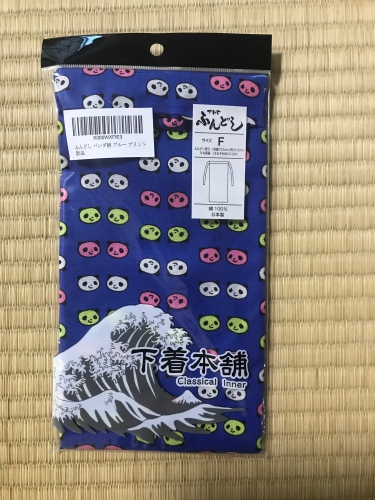 X000WXFIE3
ふんどし パンダ柄 ブループリント
新品
ふんどし
サイズ
F
綿100%
日本製
下着本舗
Classical Inner